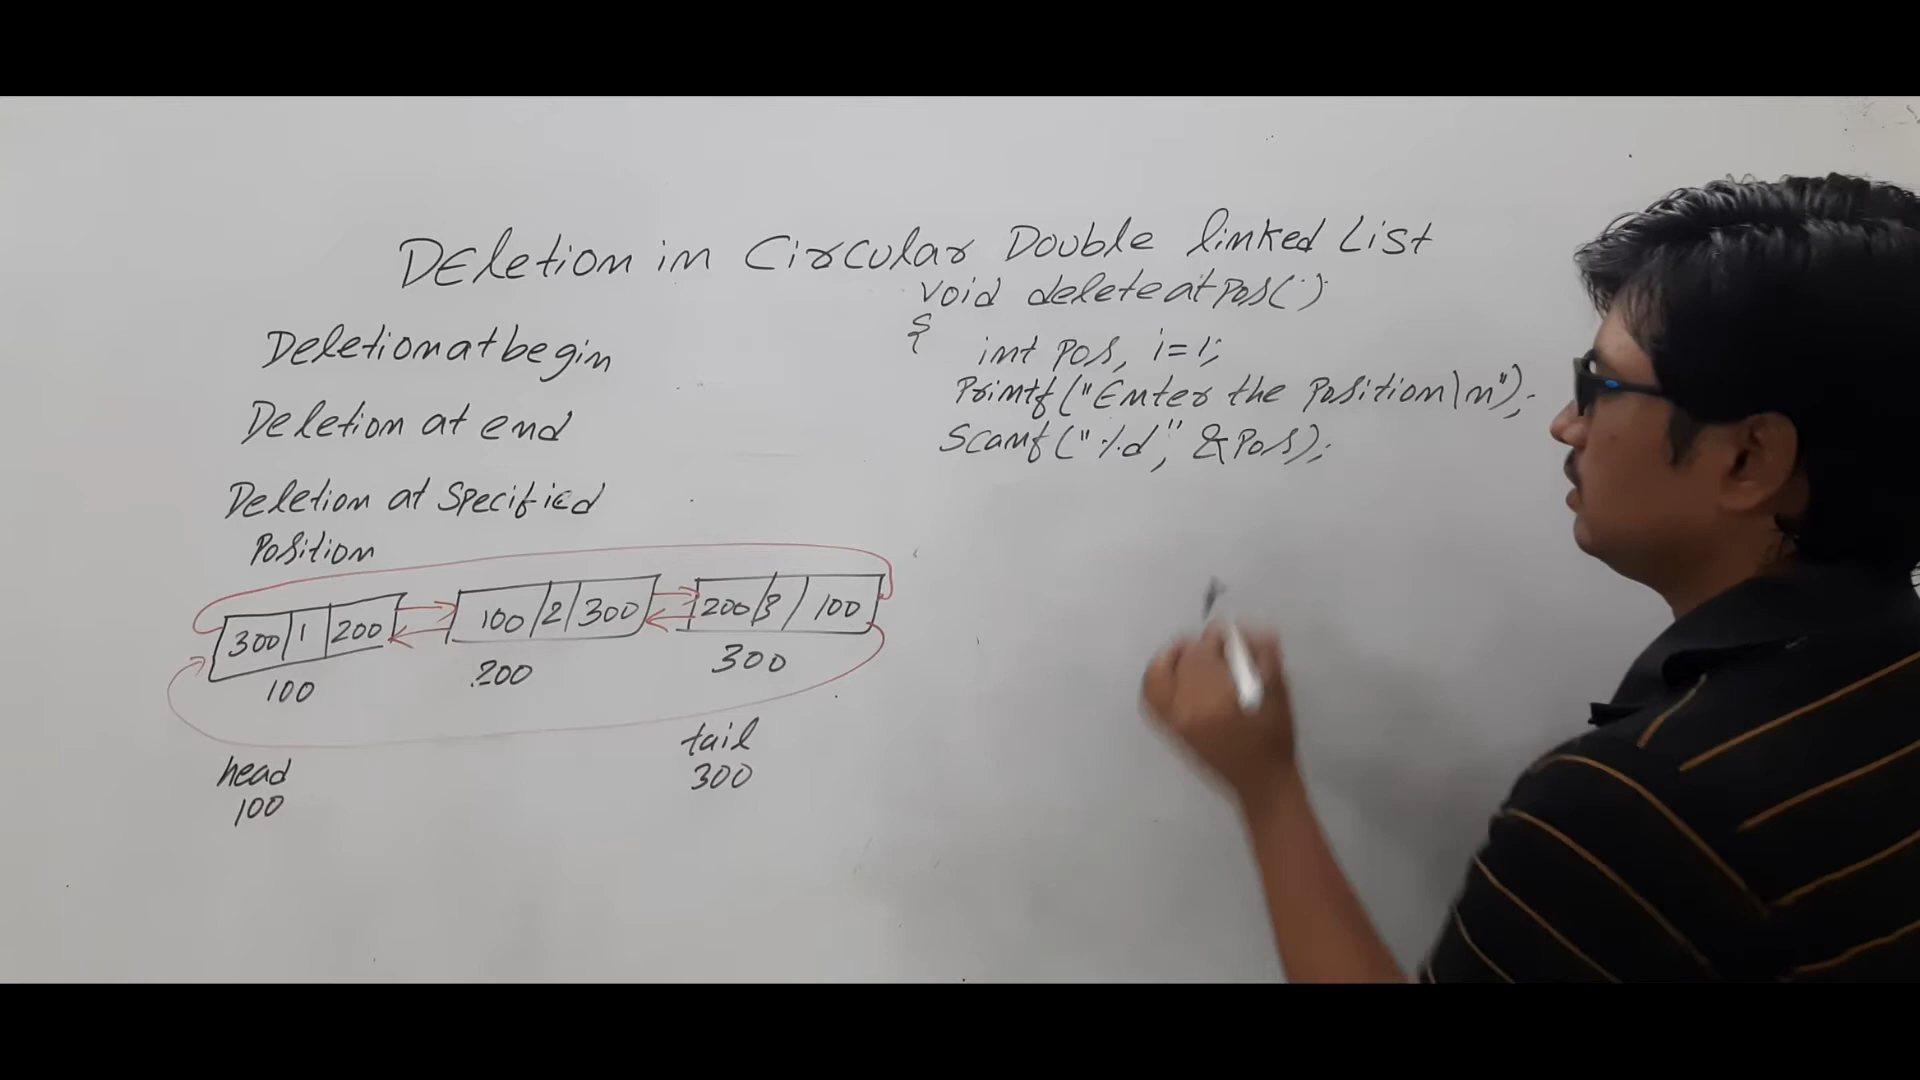 Deletion in Circular Double linked List
void deleteatpos()
{
int pos, i=1;
Printf("Enter the position\n");
Scanf("%d", &pos);
Deletionatbegin
Deletion at end
Deletion at Specified
Position
300 1 200
100 2 300
200 3 100
100
200
300
head
100
tail
300